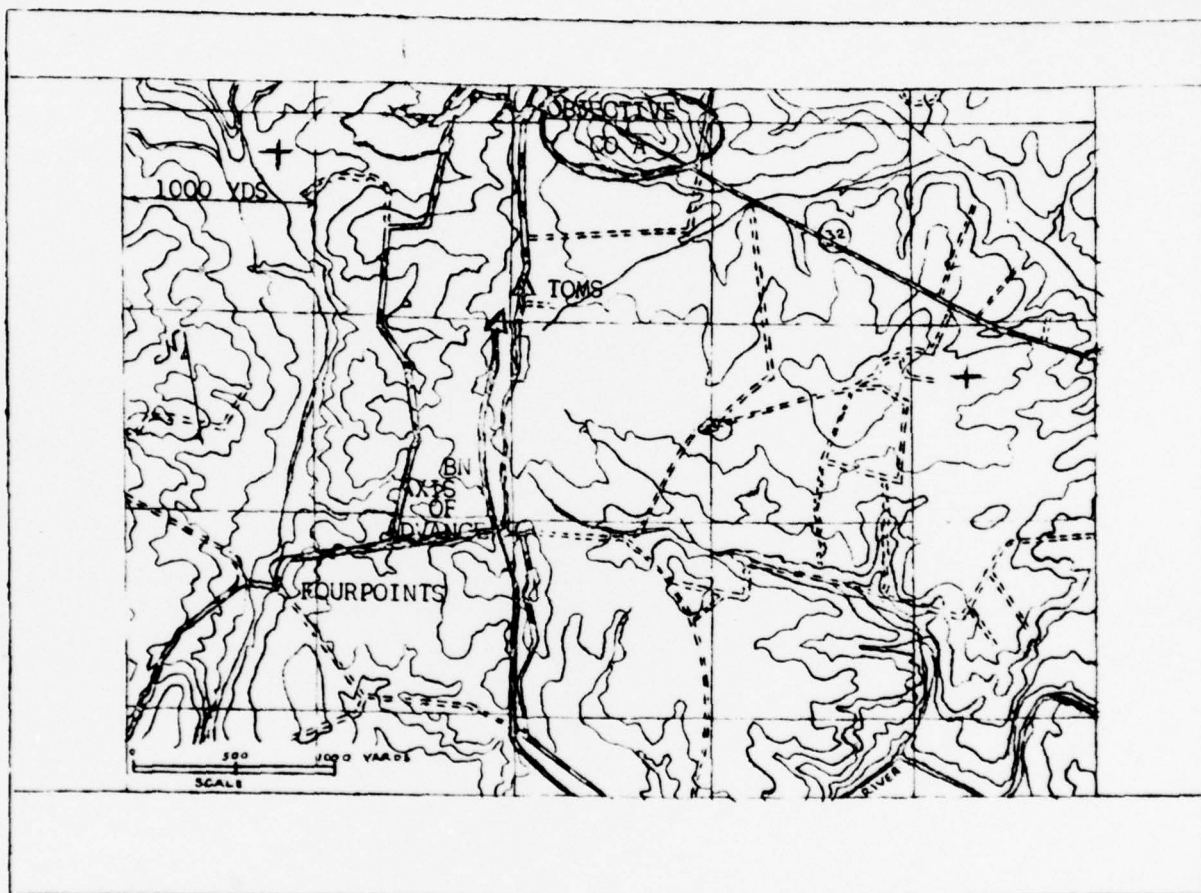 OBJECTIVE
CO A
1000 YDS
32
TOMS
N
BN
AXIS
OF
ADVANCE
FOURPOINTS
0 500 1000 YARDS
SCALE
RIVER